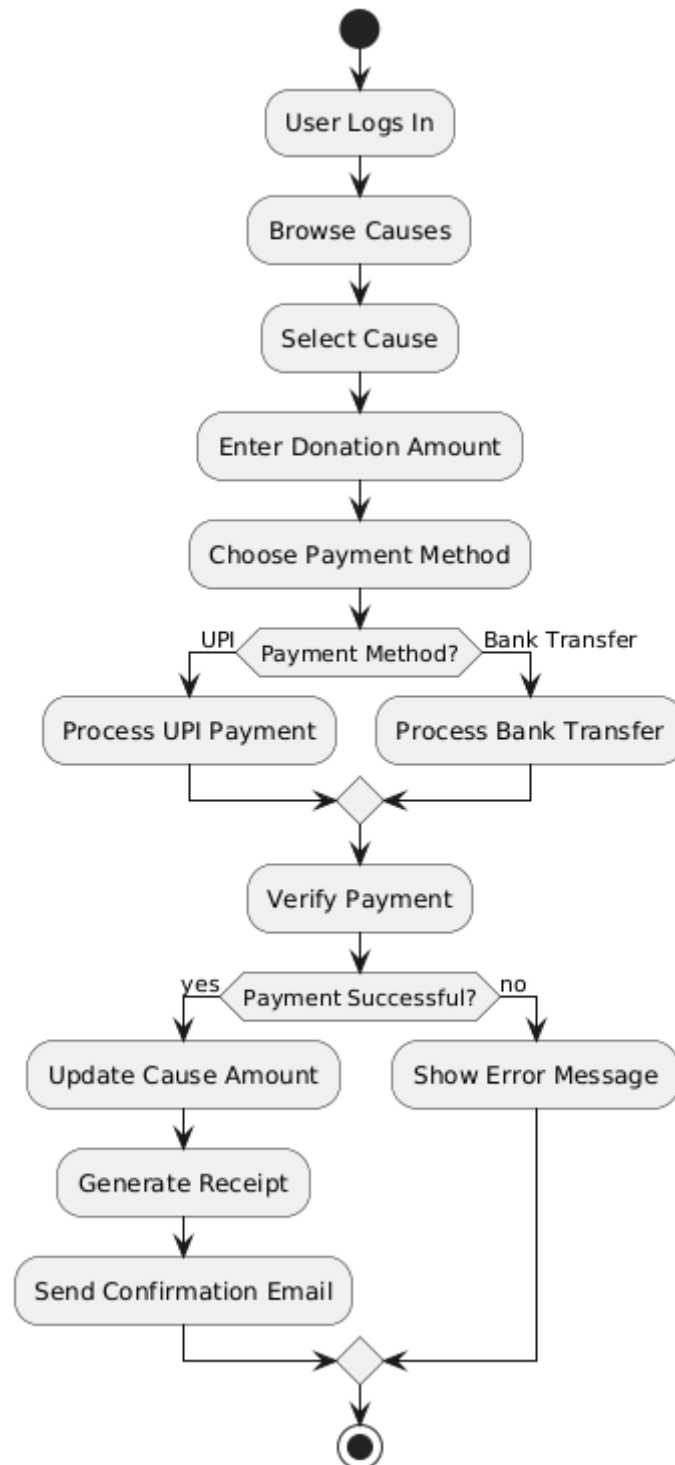 User Logs In
Browse Causes
Select Cause
Enter Donation Amount
Choose Payment Method
UPI
Payment Method?
Bank Transfer
Process UPI Payment
Process Bank Transfer
Verify Payment
yes
Payment Successful?
no
Update Cause Amount
Show Error Message
Generate Receipt
Send Confirmation Email